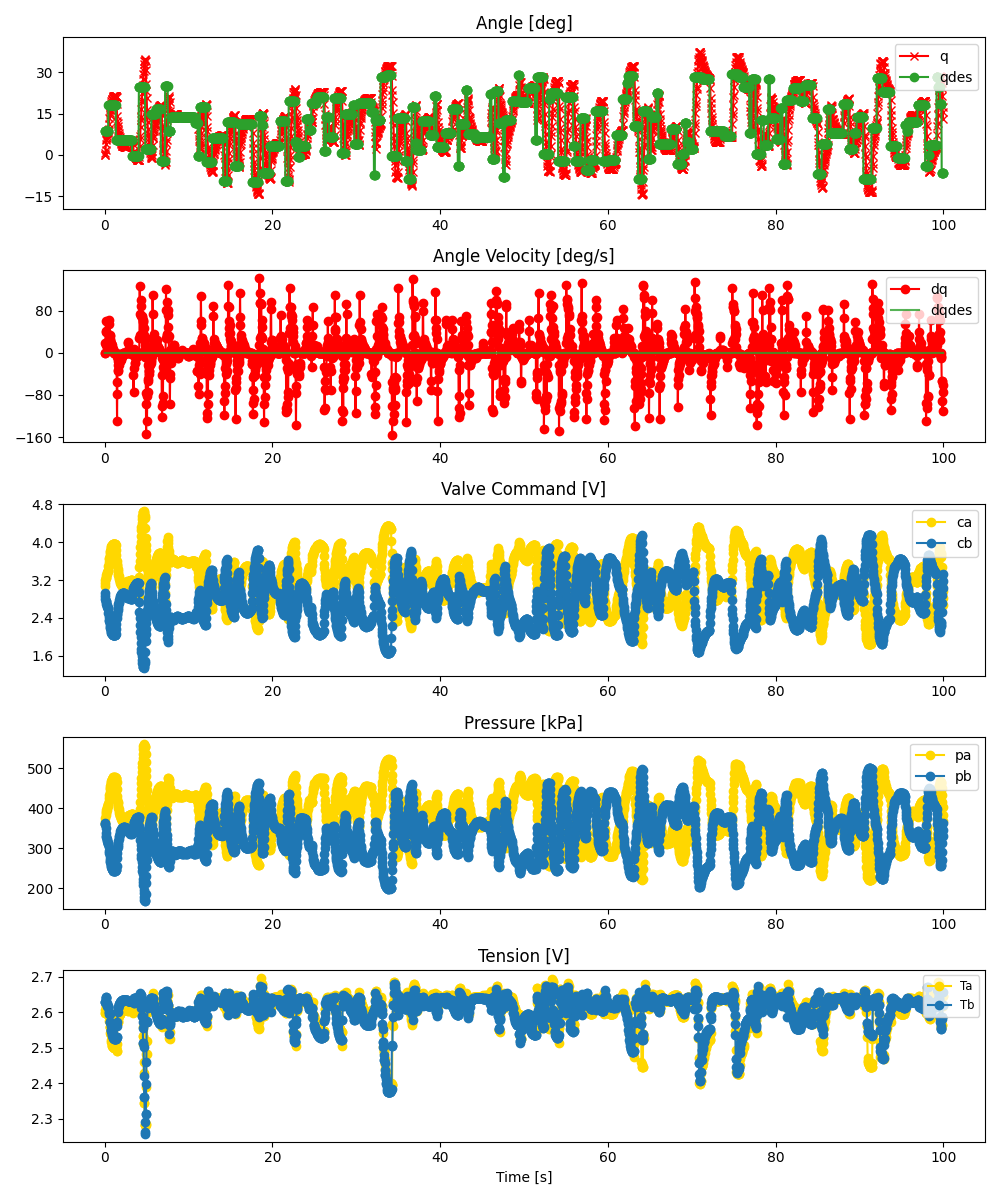 Angle [deg]
30
15
0
−15
q
qdes
0 20 40 60 80 100
Angle Velocity [deg/s]
80
0
−80
−160
dq
dqdes
0 20 40 60 80 100
Valve Command [V]
4.8
4.0
3.2
2.4
1.6
ca
cb
0 20 40 60 80 100
Pressure [kPa]
500
400
300
200
pa
pb
0 20 40 60 80 100
Tension [V]
2.7
2.6
2.5
2.4
2.3
Ta
Tb
0 20 40 60 80 100
Time [s]